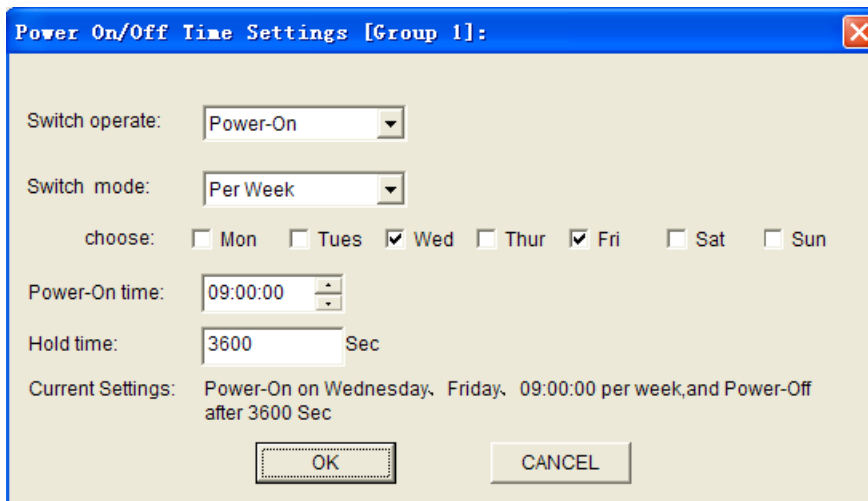 Power On/Off Time Settings [Group 1]:
Switch operate: Power-On
Switch mode: Per Week
choose: Mon Tues Wed Thur Fri Sat Sun
Power-On time: 09:00:00
Hold time: 3600 Sec
Current Settings: Power-On on Wednesday、Friday、09:00:00 per week,and Power-Off
after 3600 Sec
OK CANCEL